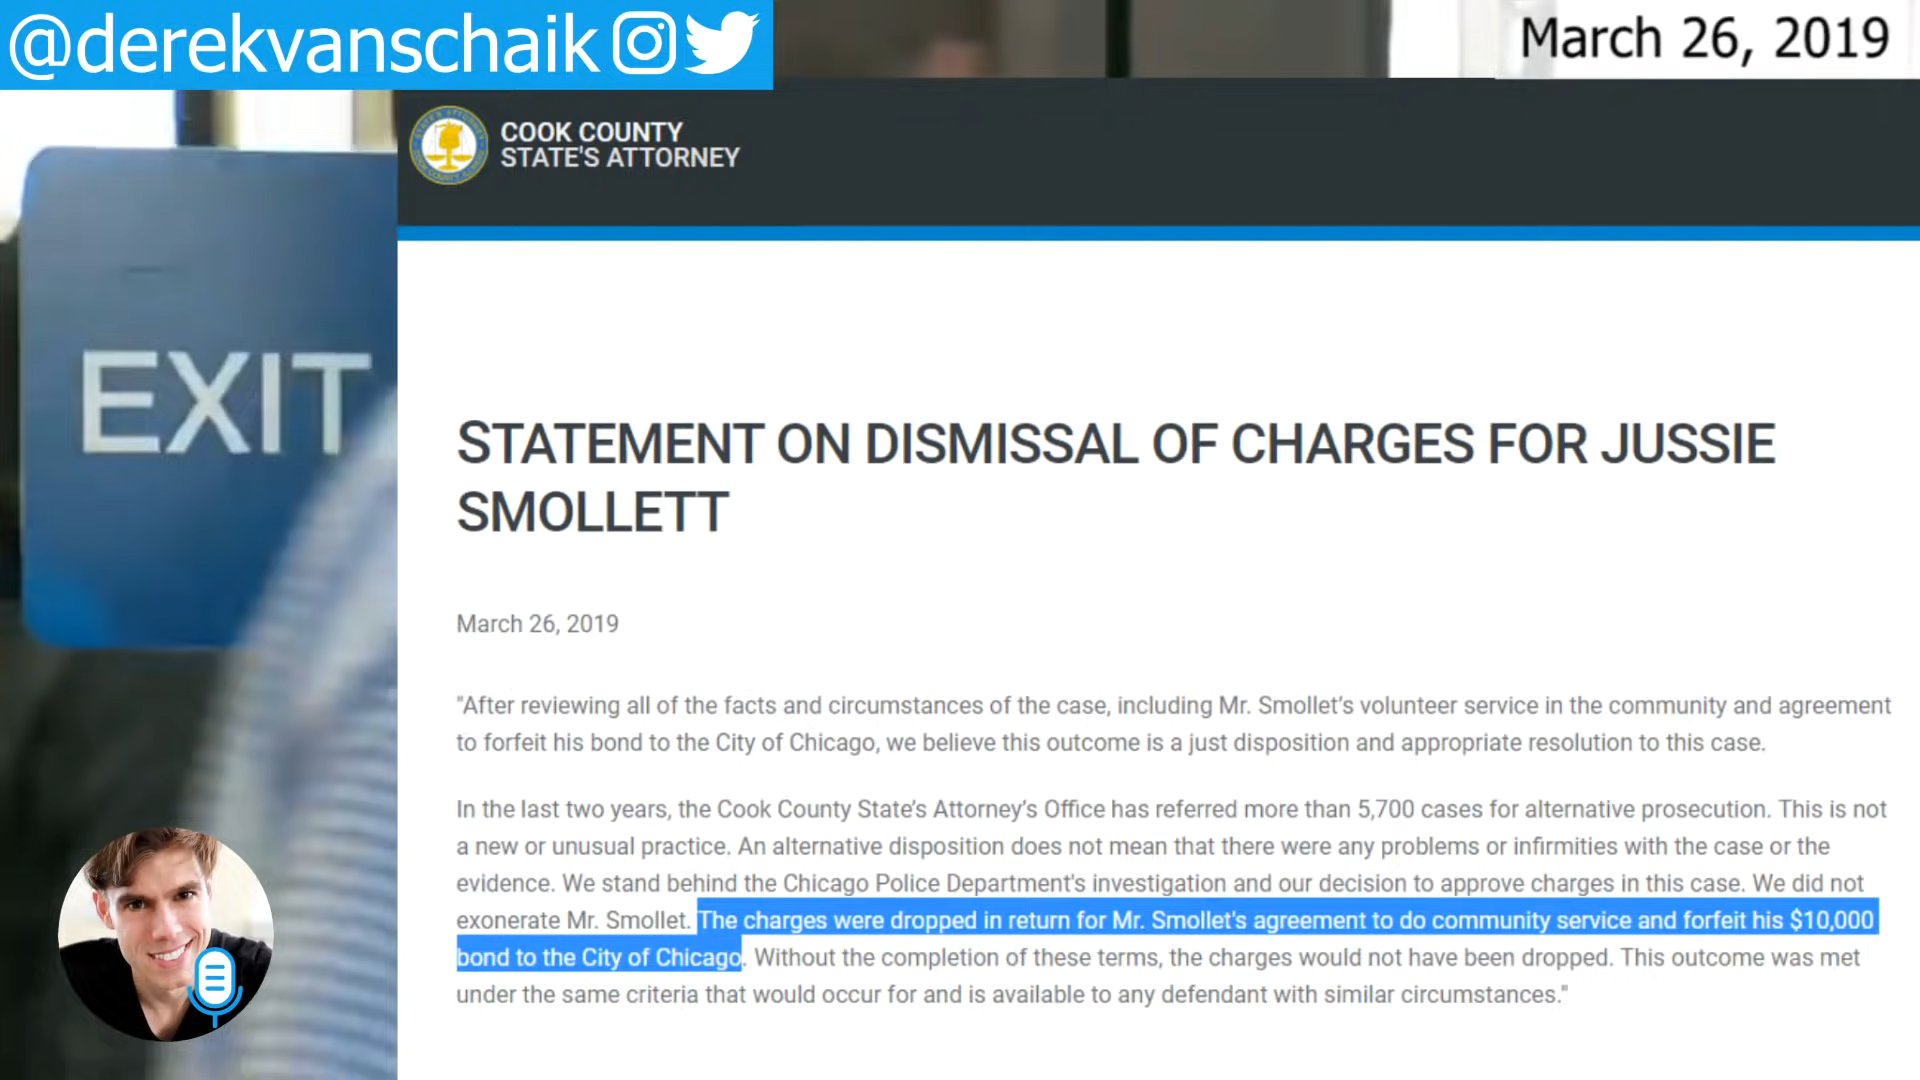 @derekvanschaik
March 26, 2019
COOK COUNTY
STATE'S ATTORNEY
EXIT
STATEMENT ON DISMISSAL OF CHARGES FOR JUSSIE
SMOLLETT
March 26, 2019
"After reviewing all of the facts and circumstances of the case, including Mr. Smollet’s volunteer service in the community and agreement
to forfeit his bond to the City of Chicago, we believe this outcome is a just disposition and appropriate resolution to this case.
In the last two years, the Cook County State’s Attorney’s Office has referred more than 5,700 cases for alternative prosecution. This is not
a new or unusual practice. An alternative disposition does not mean that there were any problems or infirmities with the case or the
evidence. We stand behind the Chicago Police Department's investigation and our decision to approve charges in this case. We did not
exonerate Mr. Smollet. The charges were dropped in return for Mr. Smollet's agreement to do community service and forfeit his $10,000
bond to the City of Chicago. Without the completion of these terms, the charges would not have been dropped. This outcome was met
under the same criteria that would occur for and is available to any defendant with similar circumstances."